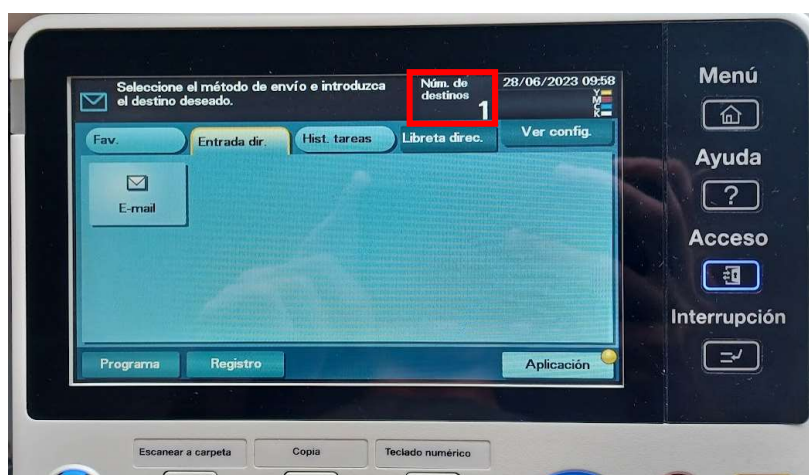 Seleccione el método de envío e introduzca
el destino deseado.
Núm. de
destinos
1
28/06/2023 09:58
Y
M
C
K
Fav.
Entrada dir.
Hist. tareas
Libreta direc.
Ver config.
E-mail
Programa
Registro
Aplicación
Menú
Ayuda
?
Acceso
Interrupción
Escanear a carpeta
Copia
Teclado numérico